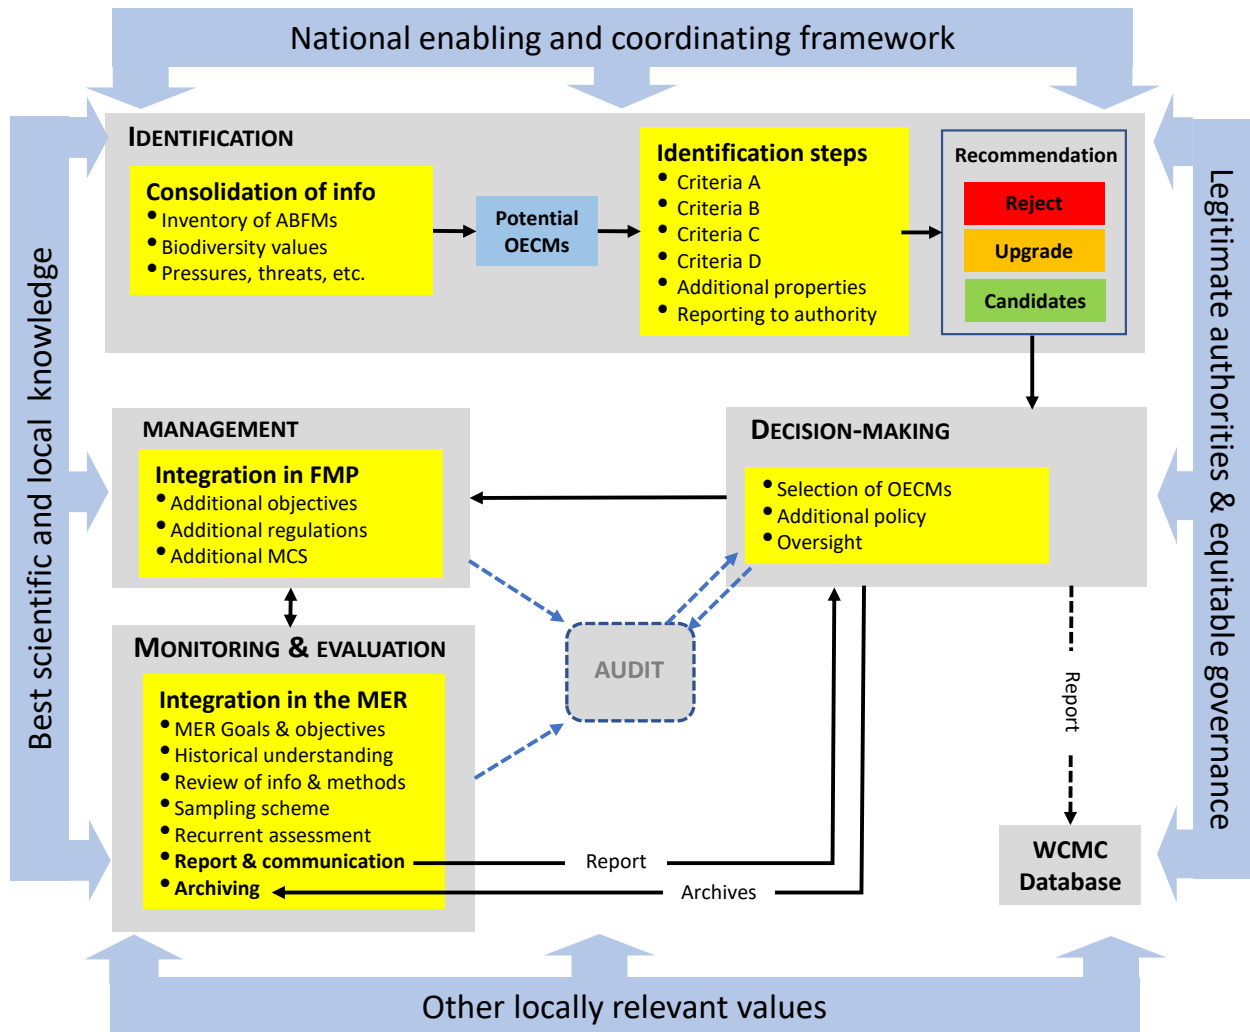 National enabling and coordinating framework
Best scientific and local knowledge
Legitimate authorities & equitable governance
IDENTIFICATION
Consolidation of info
• Inventory of ABFMs
• Biodiversity values
• Pressures, threats, etc.
Potential
OECMs
Identification steps
• Criteria A
• Criteria B
• Criteria C
• Criteria D
• Additional properties
• Reporting to authority
Recommendation
Reject
Upgrade
Candidates
MANAGEMENT
Integration in FMP
• Additional objectives
• Additional regulations
• Additional MCS
DECISION-MAKING
• Selection of OECMs
• Additional policy
• Oversight
AUDIT
MONITORING & EVALUATION
Integration in the MER
• MER Goals & objectives
• Historical understanding
• Review of info & methods
• Sampling scheme
• Recurrent assessment
• Report & communication
• Archiving
Report
Archives
Report
WCMC
Database
Other locally relevant values